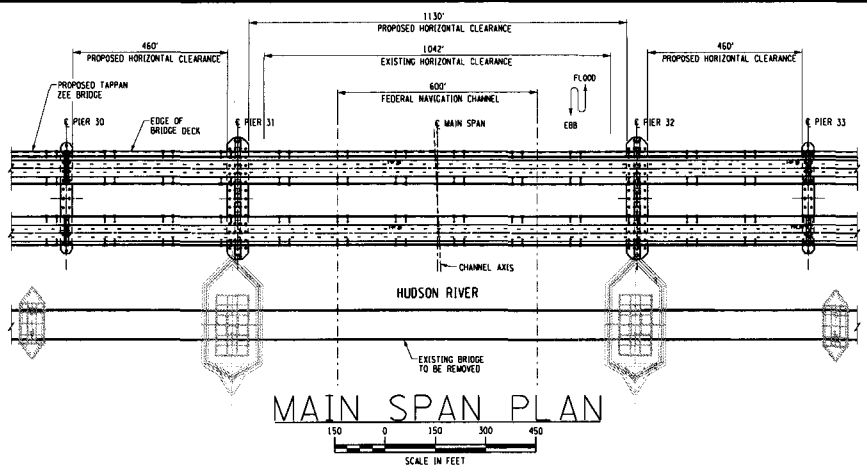 1130'
PROPOSED HORIZONTAL CLEARANCE
460'
PROPOSED HORIZONTAL CLEARANCE
1042'
EXISTING HORIZONTAL CLEARANCE
460'
PROPOSED HORIZONTAL CLEARANCE
600'
FEDERAL NAVIGATION CHANNEL
FLOOD
EBB
PROPOSED TAPPAN
ZEE BRIDGE
EDGE OF
BRIDGE DECK
℄ PIER 30
℄ PIER 31
℄ MAIN SPAN
℄ PIER 32
℄ PIER 33
CHANNEL AXIS
HUDSON RIVER
EXISTING BRIDGE
TO BE REMOVED
MAIN SPAN PLAN
150 0 150 300 450
SCALE IN FEET